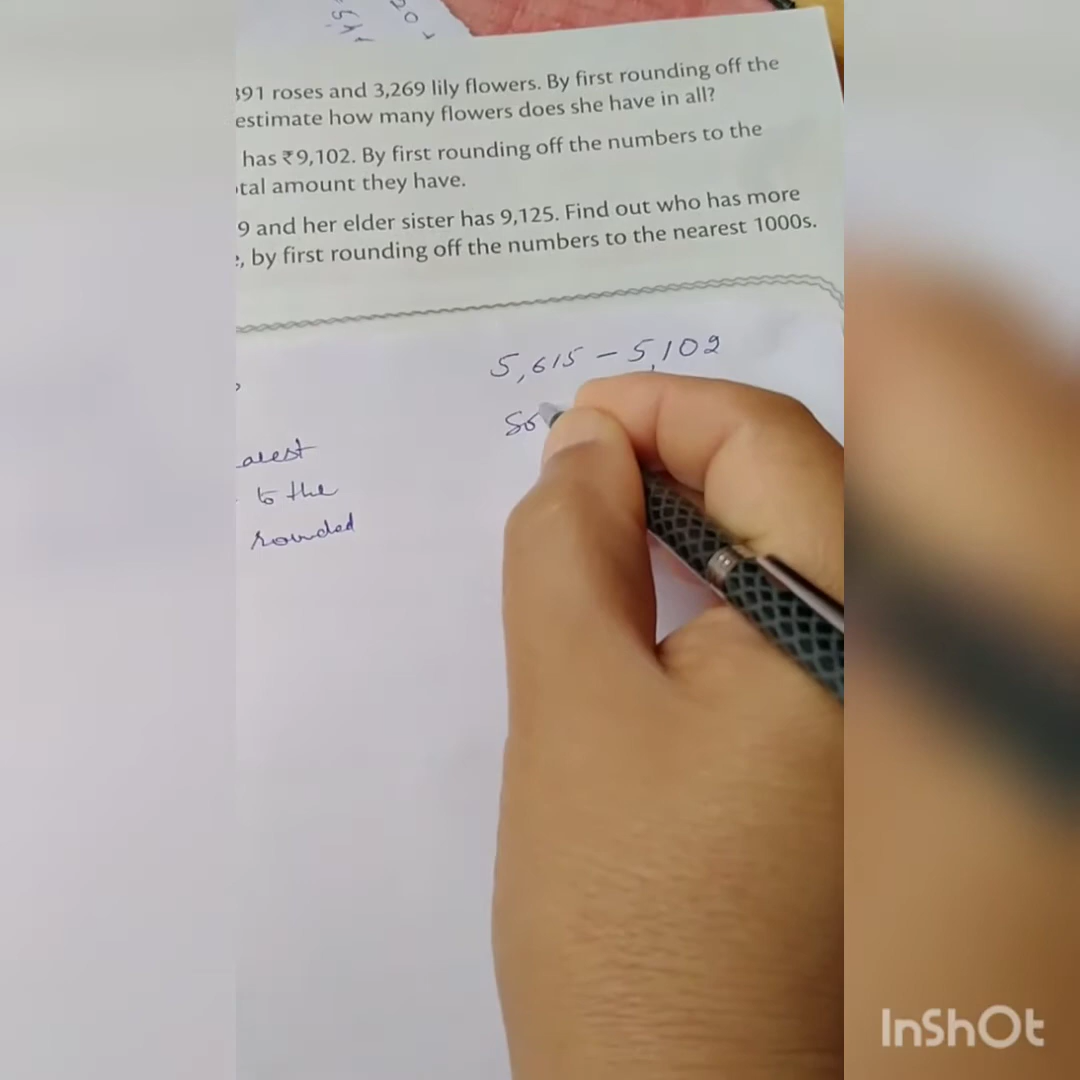 391 roses and 3,269 lily flowers. By first rounding off the
estimate how many flowers does she have in all?
has ₹9,102. By first rounding off the numbers to the
tal amount they have.
9 and her elder sister has 9,125. Find out who has more
, by first rounding off the numbers to the nearest 1000s.
5,615 – 5,102
So
arest
to the
rounded
InShOt